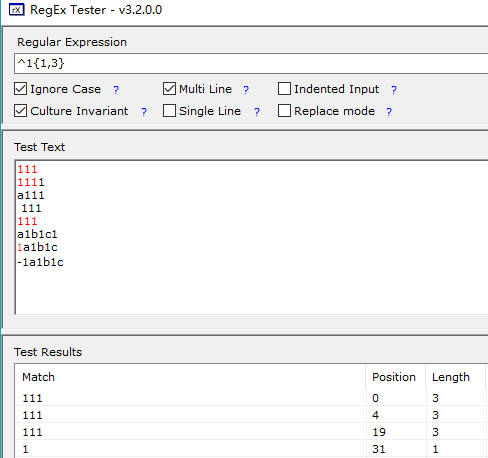 RegEx Tester - v3.2.0.0
Regular Expression
^1{1,3}
Ignore Case ? Multi Line ? Indented Input ?
Culture Invariant ? Single Line ? Replace mode ?
Test Text
111
1111
a111
 111
111
a1b1c1
1a1b1c
-1a1b1c
Test Results
Match Position Length
111 0 3
111 4 3
111 19 3
1 31 1